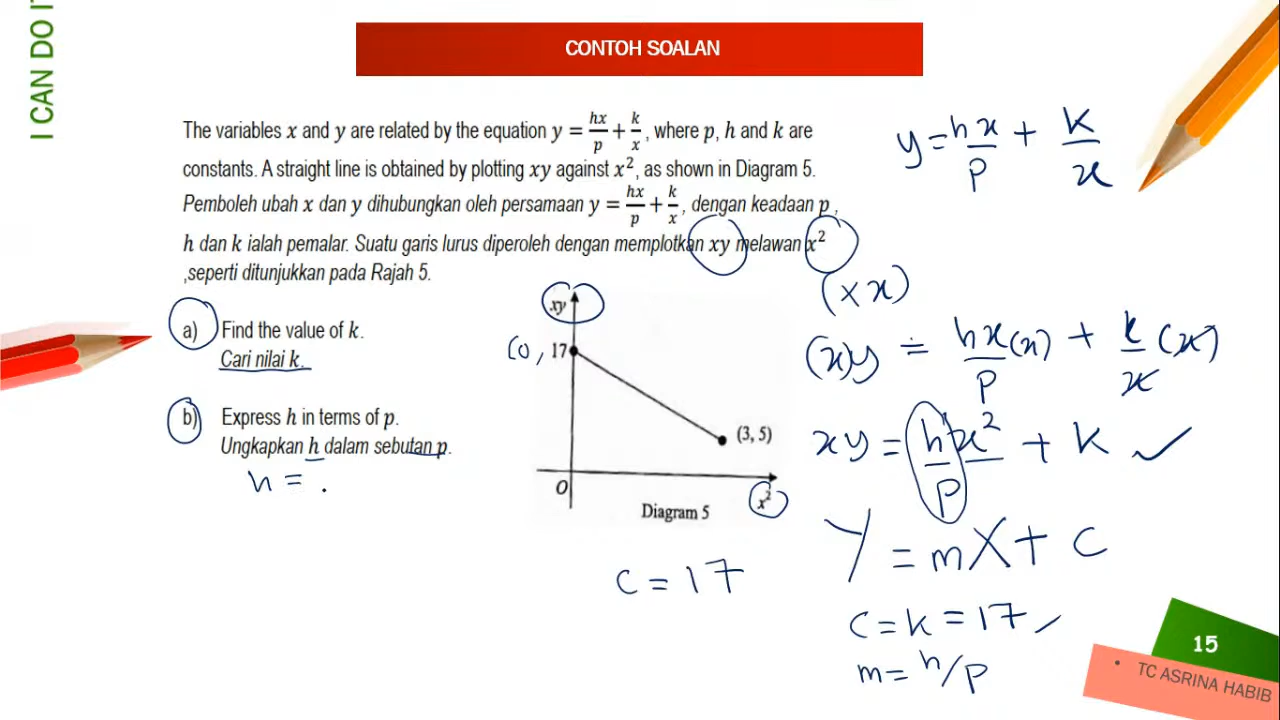 I CAN DO IT
CONTOH SOALAN
The variables x and y are related by the equation y = hx/p + k/x, where p, h and k are
constants. A straight line is obtained by plotting xy against x², as shown in Diagram 5.
Pemboleh ubah x dan y dihubungkan oleh persamaan y = hx/p + k/x, dengan keadaan p ,
h dan k ialah pemalar. Suatu garis lurus diperoleh dengan memplotkan xy melawan x²
,seperti ditunjukkan pada Rajah 5.
a) Find the value of k.
Cari nilai k.
b) Express h in terms of p.
Ungkapkan h dalam sebutan p.
h = .
xy
(0, 17
(3, 5)
O
x²
Diagram 5
C = 17
y = hx/p + k/x
(× x)
(x)y = hx/p (x) + k/x (x)
xy = hx²/p + k ✓
Y = mX + C
C = k = 17 ✓
m = h/p
15
• TC ASRINA HABIB